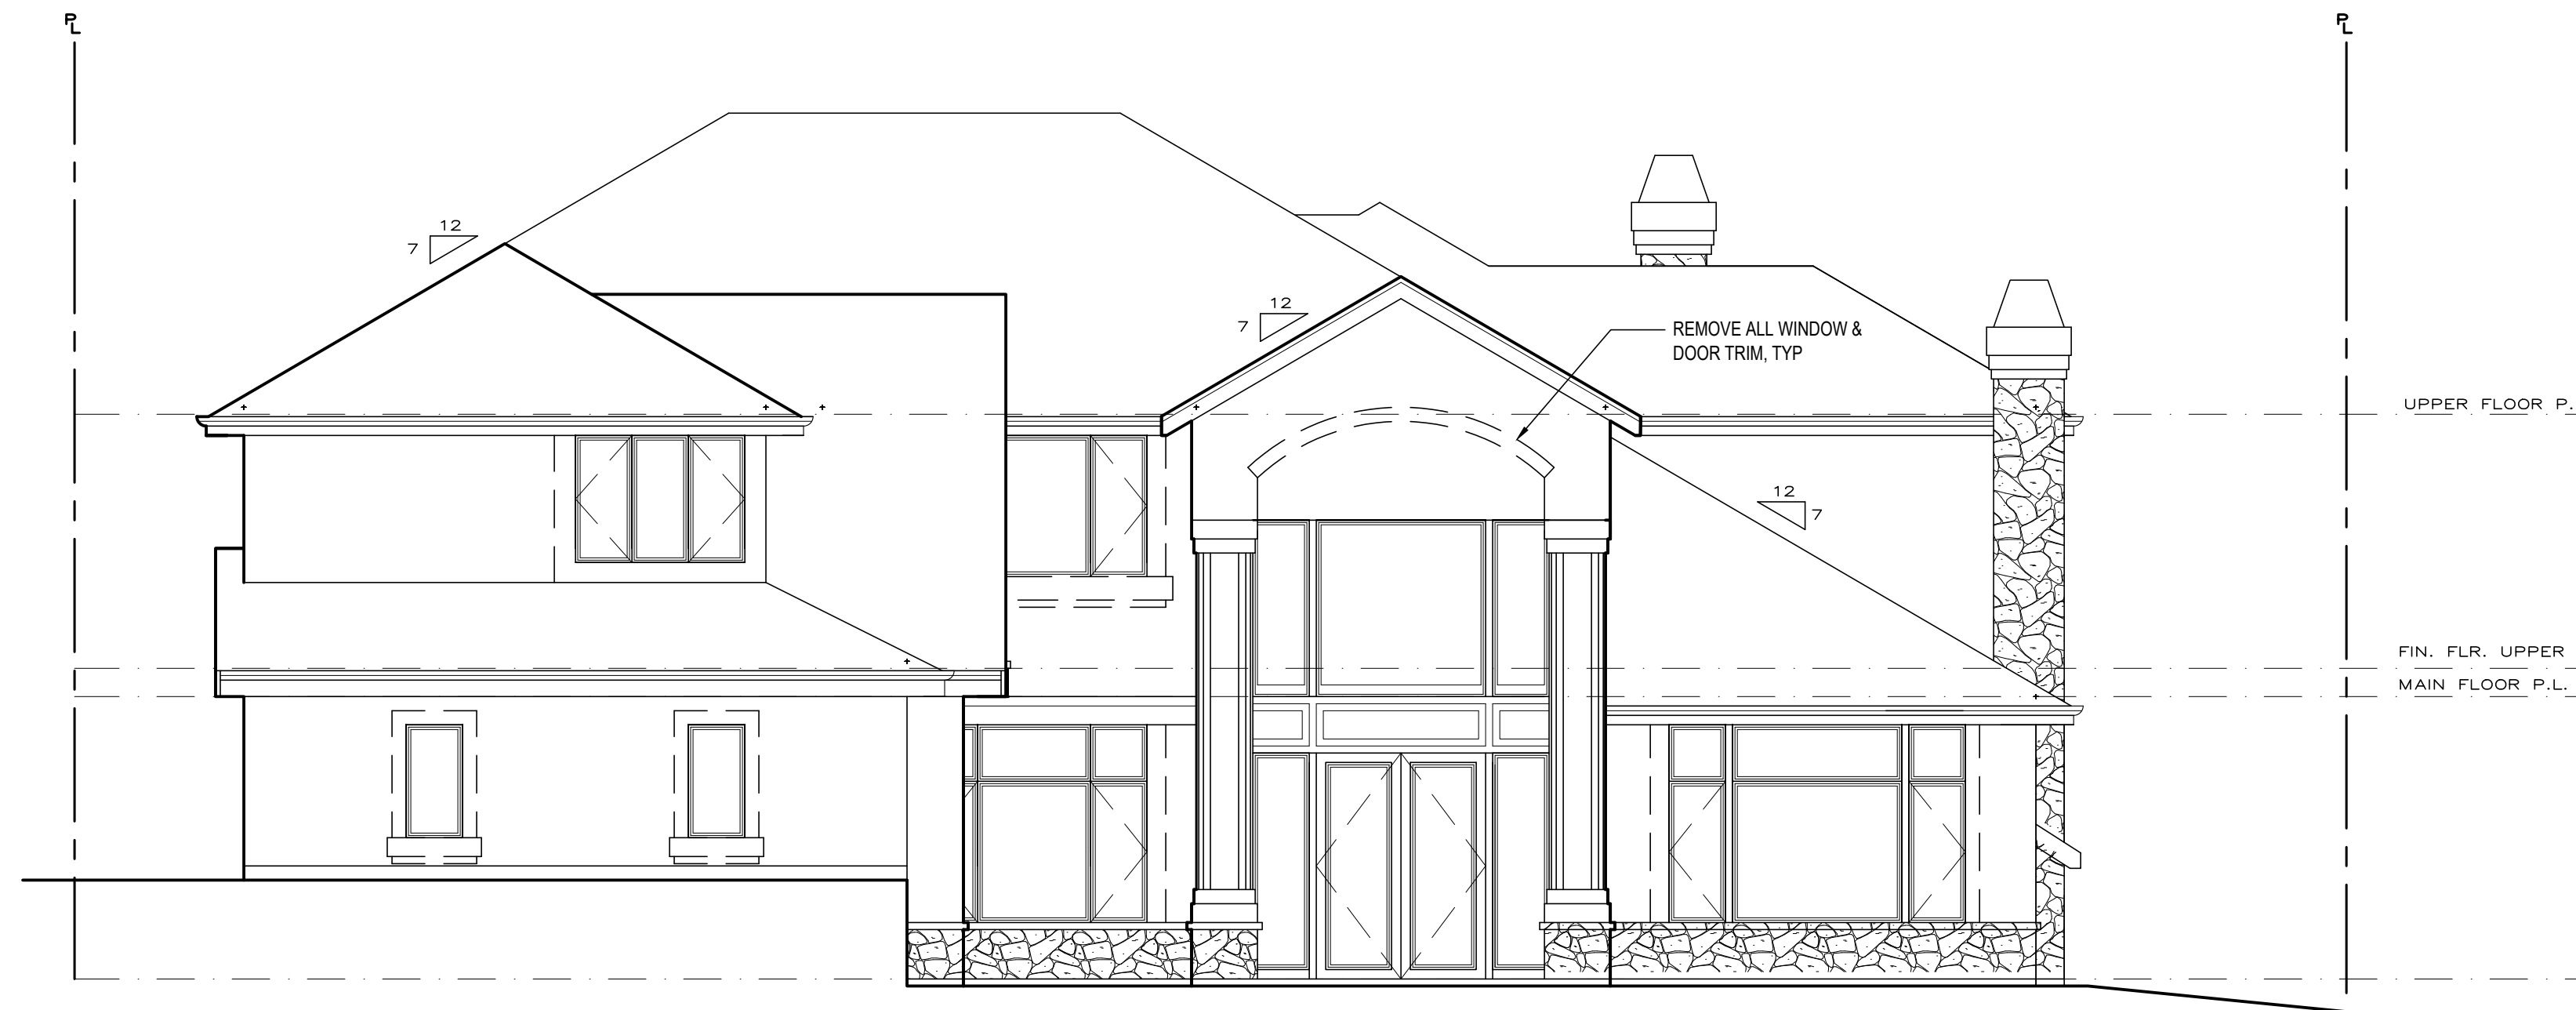 PL
PL
12
7
12
7
REMOVE ALL WINDOW &
DOOR TRIM, TYP
UPPER FLOOR P.
12
7
FIN. FLR. UPPER
MAIN FLOOR P.L.